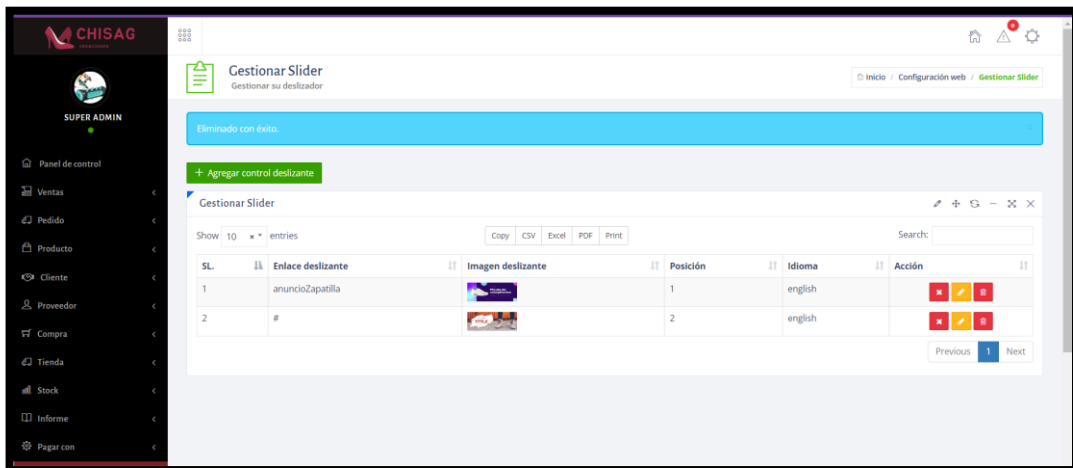 CHISAG
CREACIONES
SUPER ADMIN
Panel de control
Ventas
Pedido
Producto
Cliente
Proveedor
Compra
Tienda
Stock
Informe
Pagar con
Gestionar Slider
Gestionar su deslizador
Inicio / Configuración web / Gestionar Slider
Eliminado con éxito.
+ Agregar control deslizante
Gestionar Slider
Show 10 entries
Copy CSV Excel PDF Print
Search:
SL. Enlace deslizante Imagen deslizante Posición Idioma Acción
1 anuncioZapatilla 1 english
2 # 2 english
Previous 1 Next